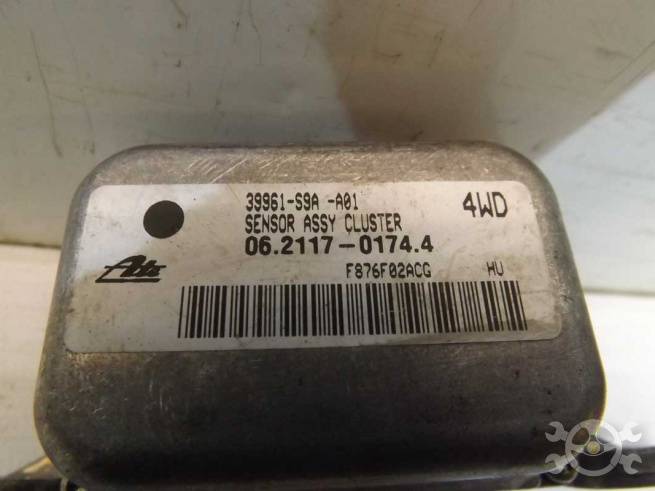 39961-S9A -A01
SENSOR ASSY CLUSTER
4WD
06.2117-0174.4
Ate
F876F02ACG HU